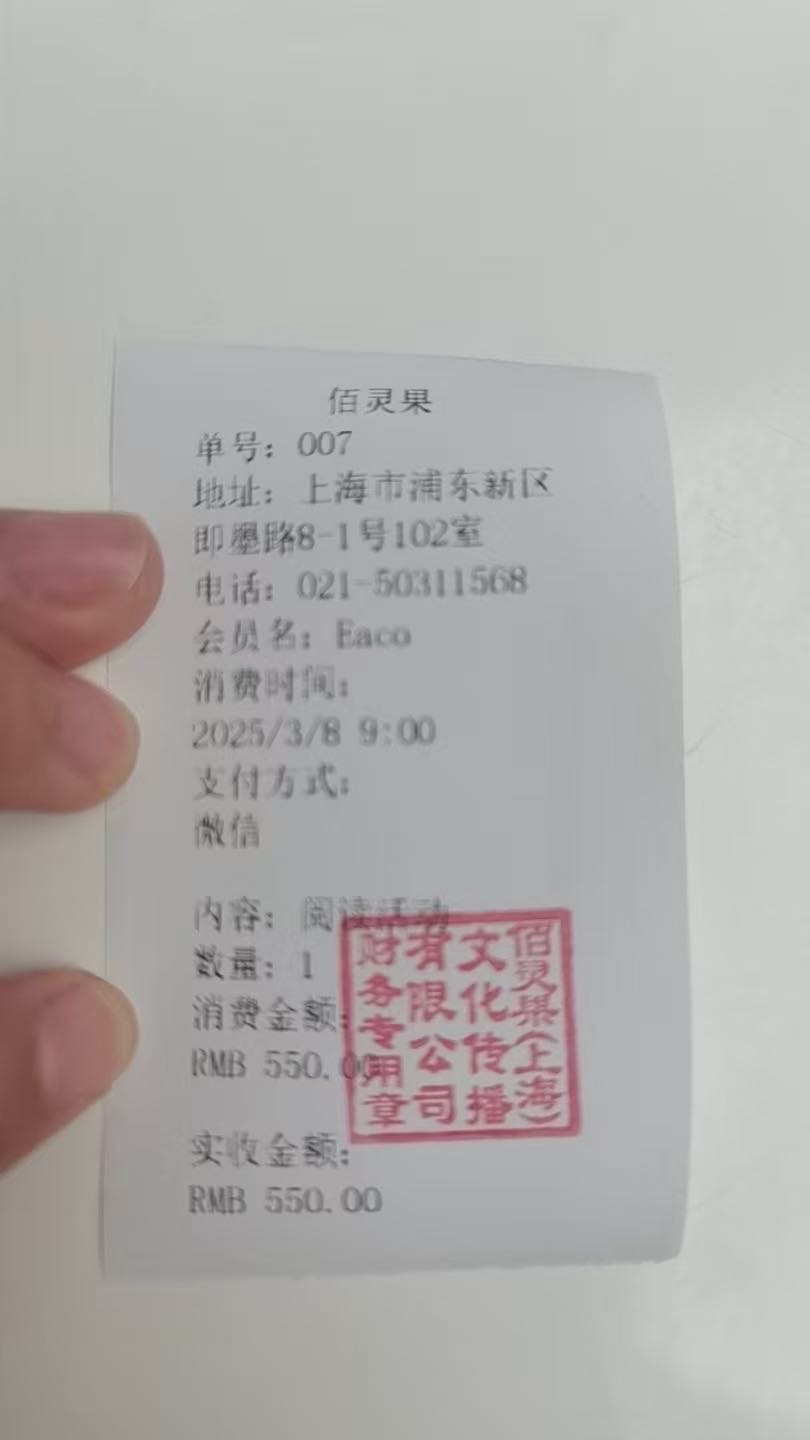 佰灵果
单号：007
地址：上海市浦东新区
即墨路8-1号102室
电话：021-50311568
会员名：Eaco
消费时间：
2025/3/8 9:00
支付方式：
微信
内容：阅读活动
数量：1
消费金额：
RMB 550.00
实收金额：
RMB 550.00
佰灵果（上海）
文化传播
有限公司
财务专用章